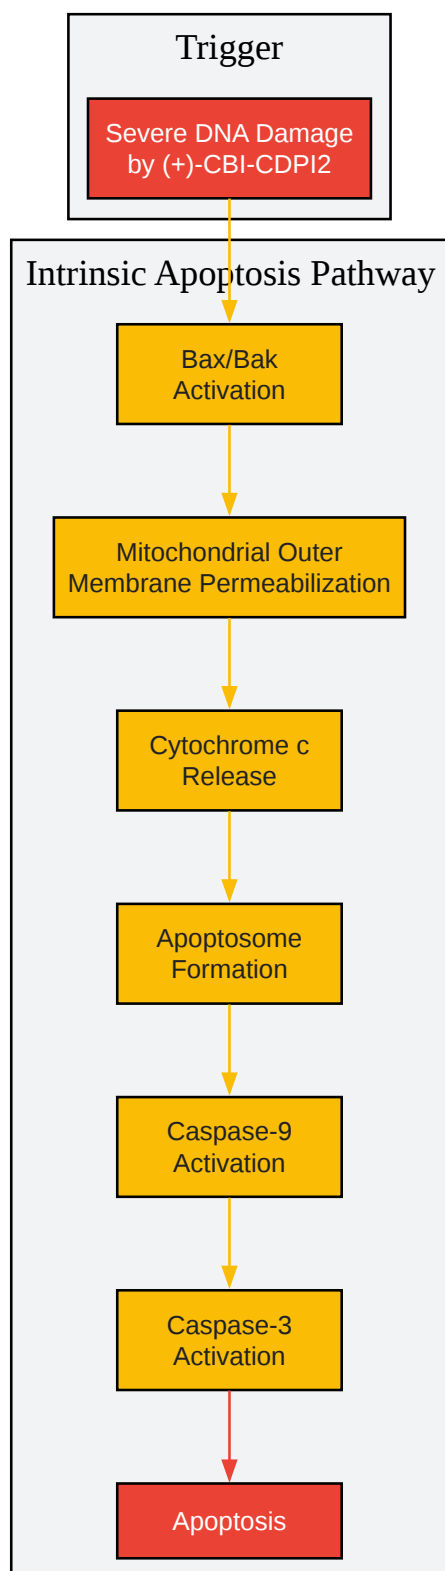 Trigger
Severe DNA Damage
by (+)-CBI-CDPI2
Intrinsic Apoptosis Pathway
Bax/Bak
Activation
Mitochondrial Outer
Membrane Permeabilization
Cytochrome c
Release
Apoptosome
Formation
Caspase-9
Activation
Caspase-3
Activation
Apoptosis